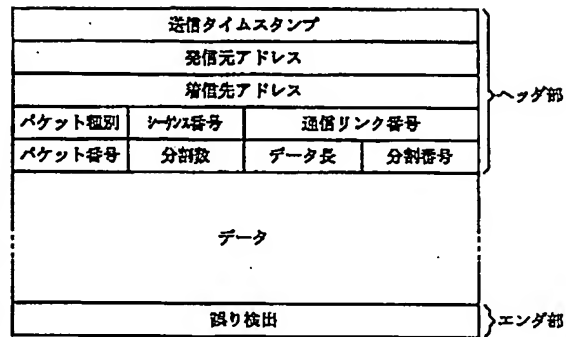 送信タイムスタンプ
発信元アドレス
着信先アドレス
ヘッダ部
パケット種別 シーケンス番号 通信リンク番号
パケット番号 分割数 データ長 分割番号
データ
誤り検出
エンダ部